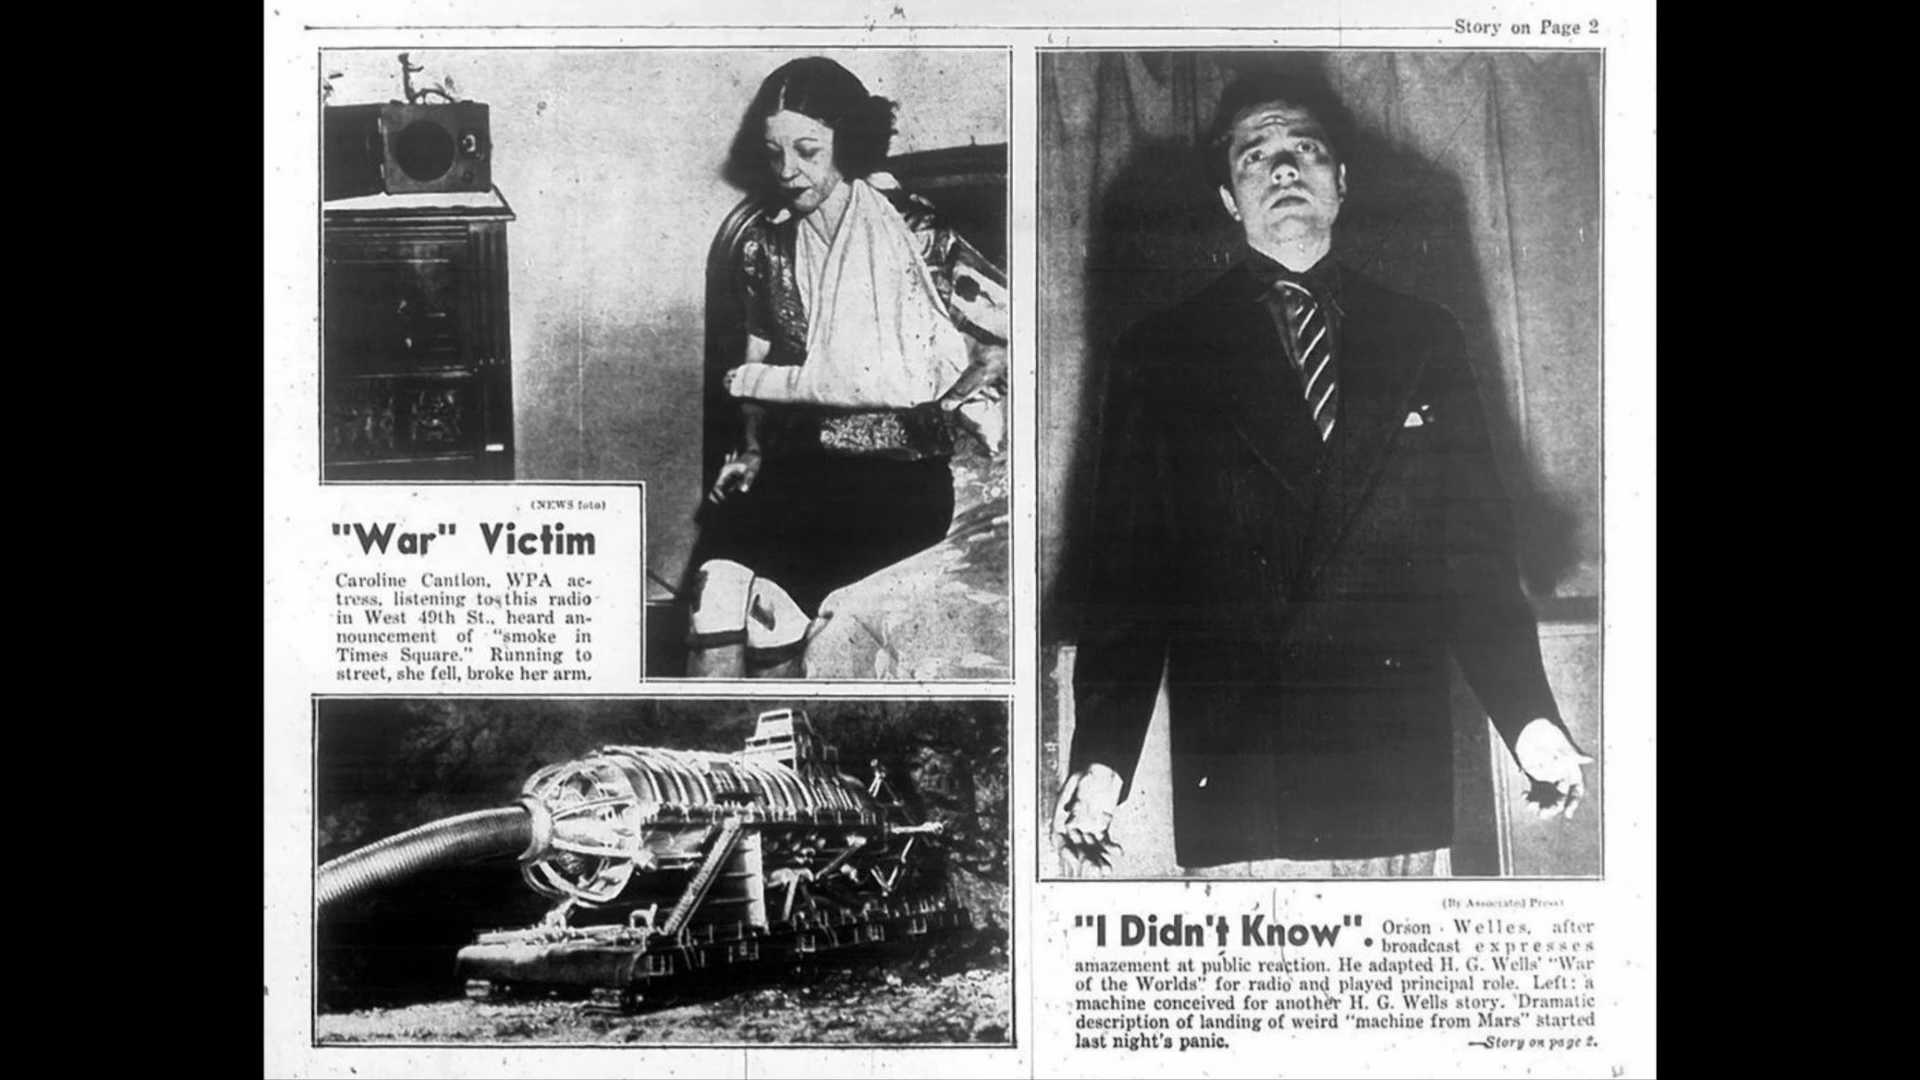 Story on Page 2
(NEWS foto)
"War" Victim
Caroline Cantlon, WPA ac-
tress, listening to this radio
in West 49th St., heard an-
nouncement of "smoke in
Times Square." Running to
street, she fell, broke her arm.
(By Associated Press)
"I Didn't Know". Orson Welles, after
broadcast expresses
amazement at public reaction. He adapted H. G. Wells' "War
of the Worlds" for radio and played principal role. Left: a
machine conceived for another H. G. Wells story. Dramatic
description of landing of weird "machine from Mars" started
last night's panic.
—Story on page 2.